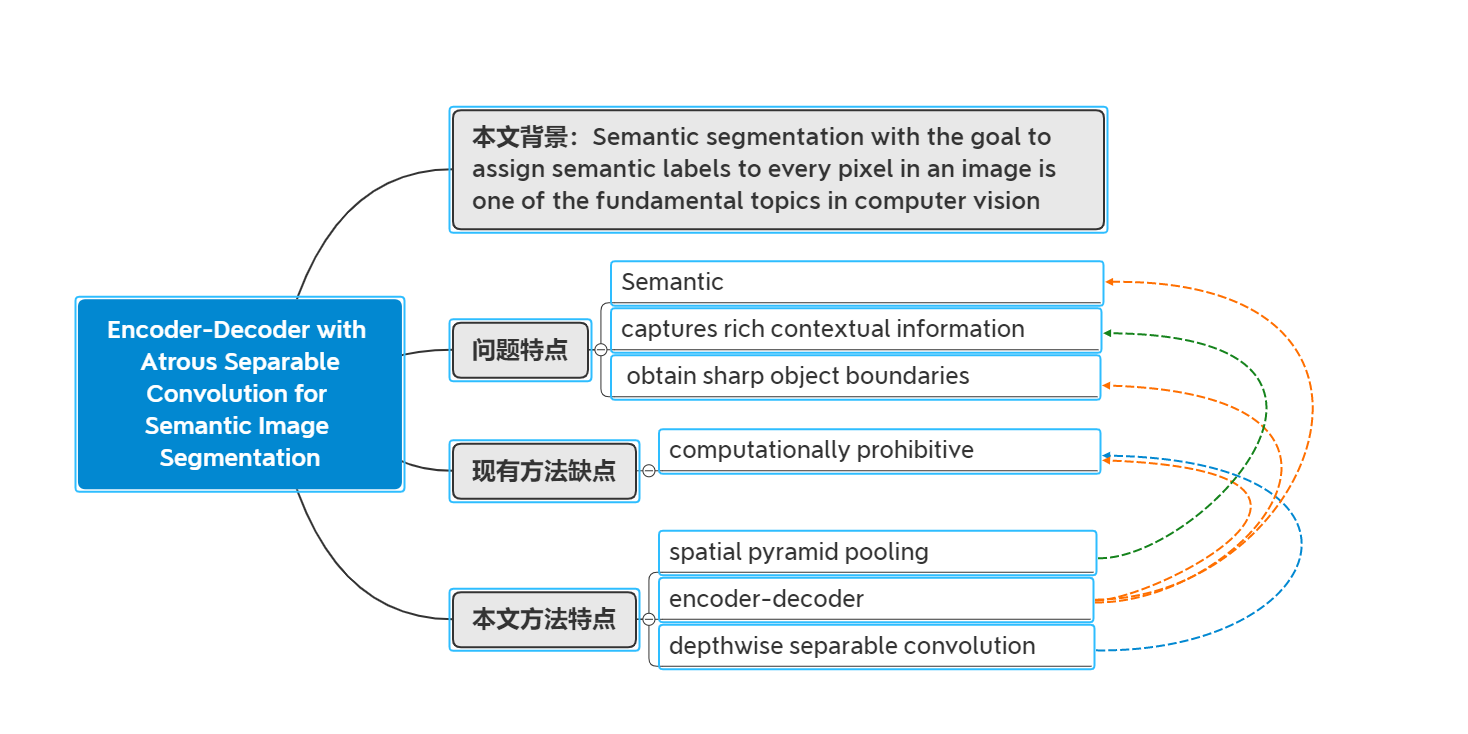 Encoder-Decoder with
Atrous Separable
Convolution for
Semantic Image
Segmentation
本文背景：Semantic segmentation with the goal to
assign semantic labels to every pixel in an image is
one of the fundamental topics in computer vision
问题特点
Semantic
captures rich contextual information
obtain sharp object boundaries
现有方法缺点
computationally prohibitive
本文方法特点
spatial pyramid pooling
encoder-decoder
depthwise separable convolution